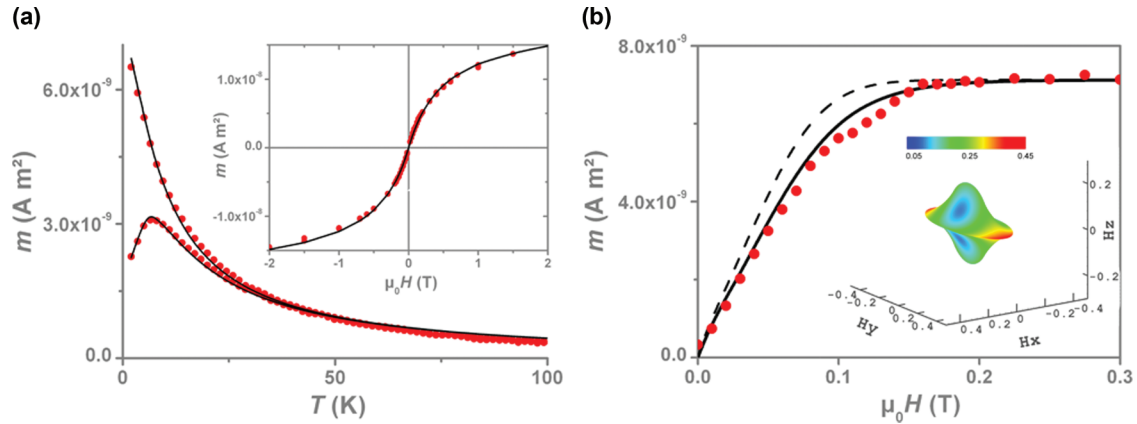 (a)
6.0x10⁻⁹
3.0x10⁻⁹
0.0
m (A m²)
0
50
100
T (K)
1.0x10⁻⁸
0.0
-1.0x10⁻⁸
m (A m²)
-2
-1
0
1
2
μ₀H (T)
(b)
8.0x10⁻⁹
4.0x10⁻⁹
0.0
m (A m²)
0.0
0.1
0.2
0.3
μ₀H (T)
0.05
0.25
0.45
0.2
0
-0.2
Hz
-0.4
-0.2
0
0.2
0.4
Hy
0.4
0.2
0
-0.2
-0.4
Hx